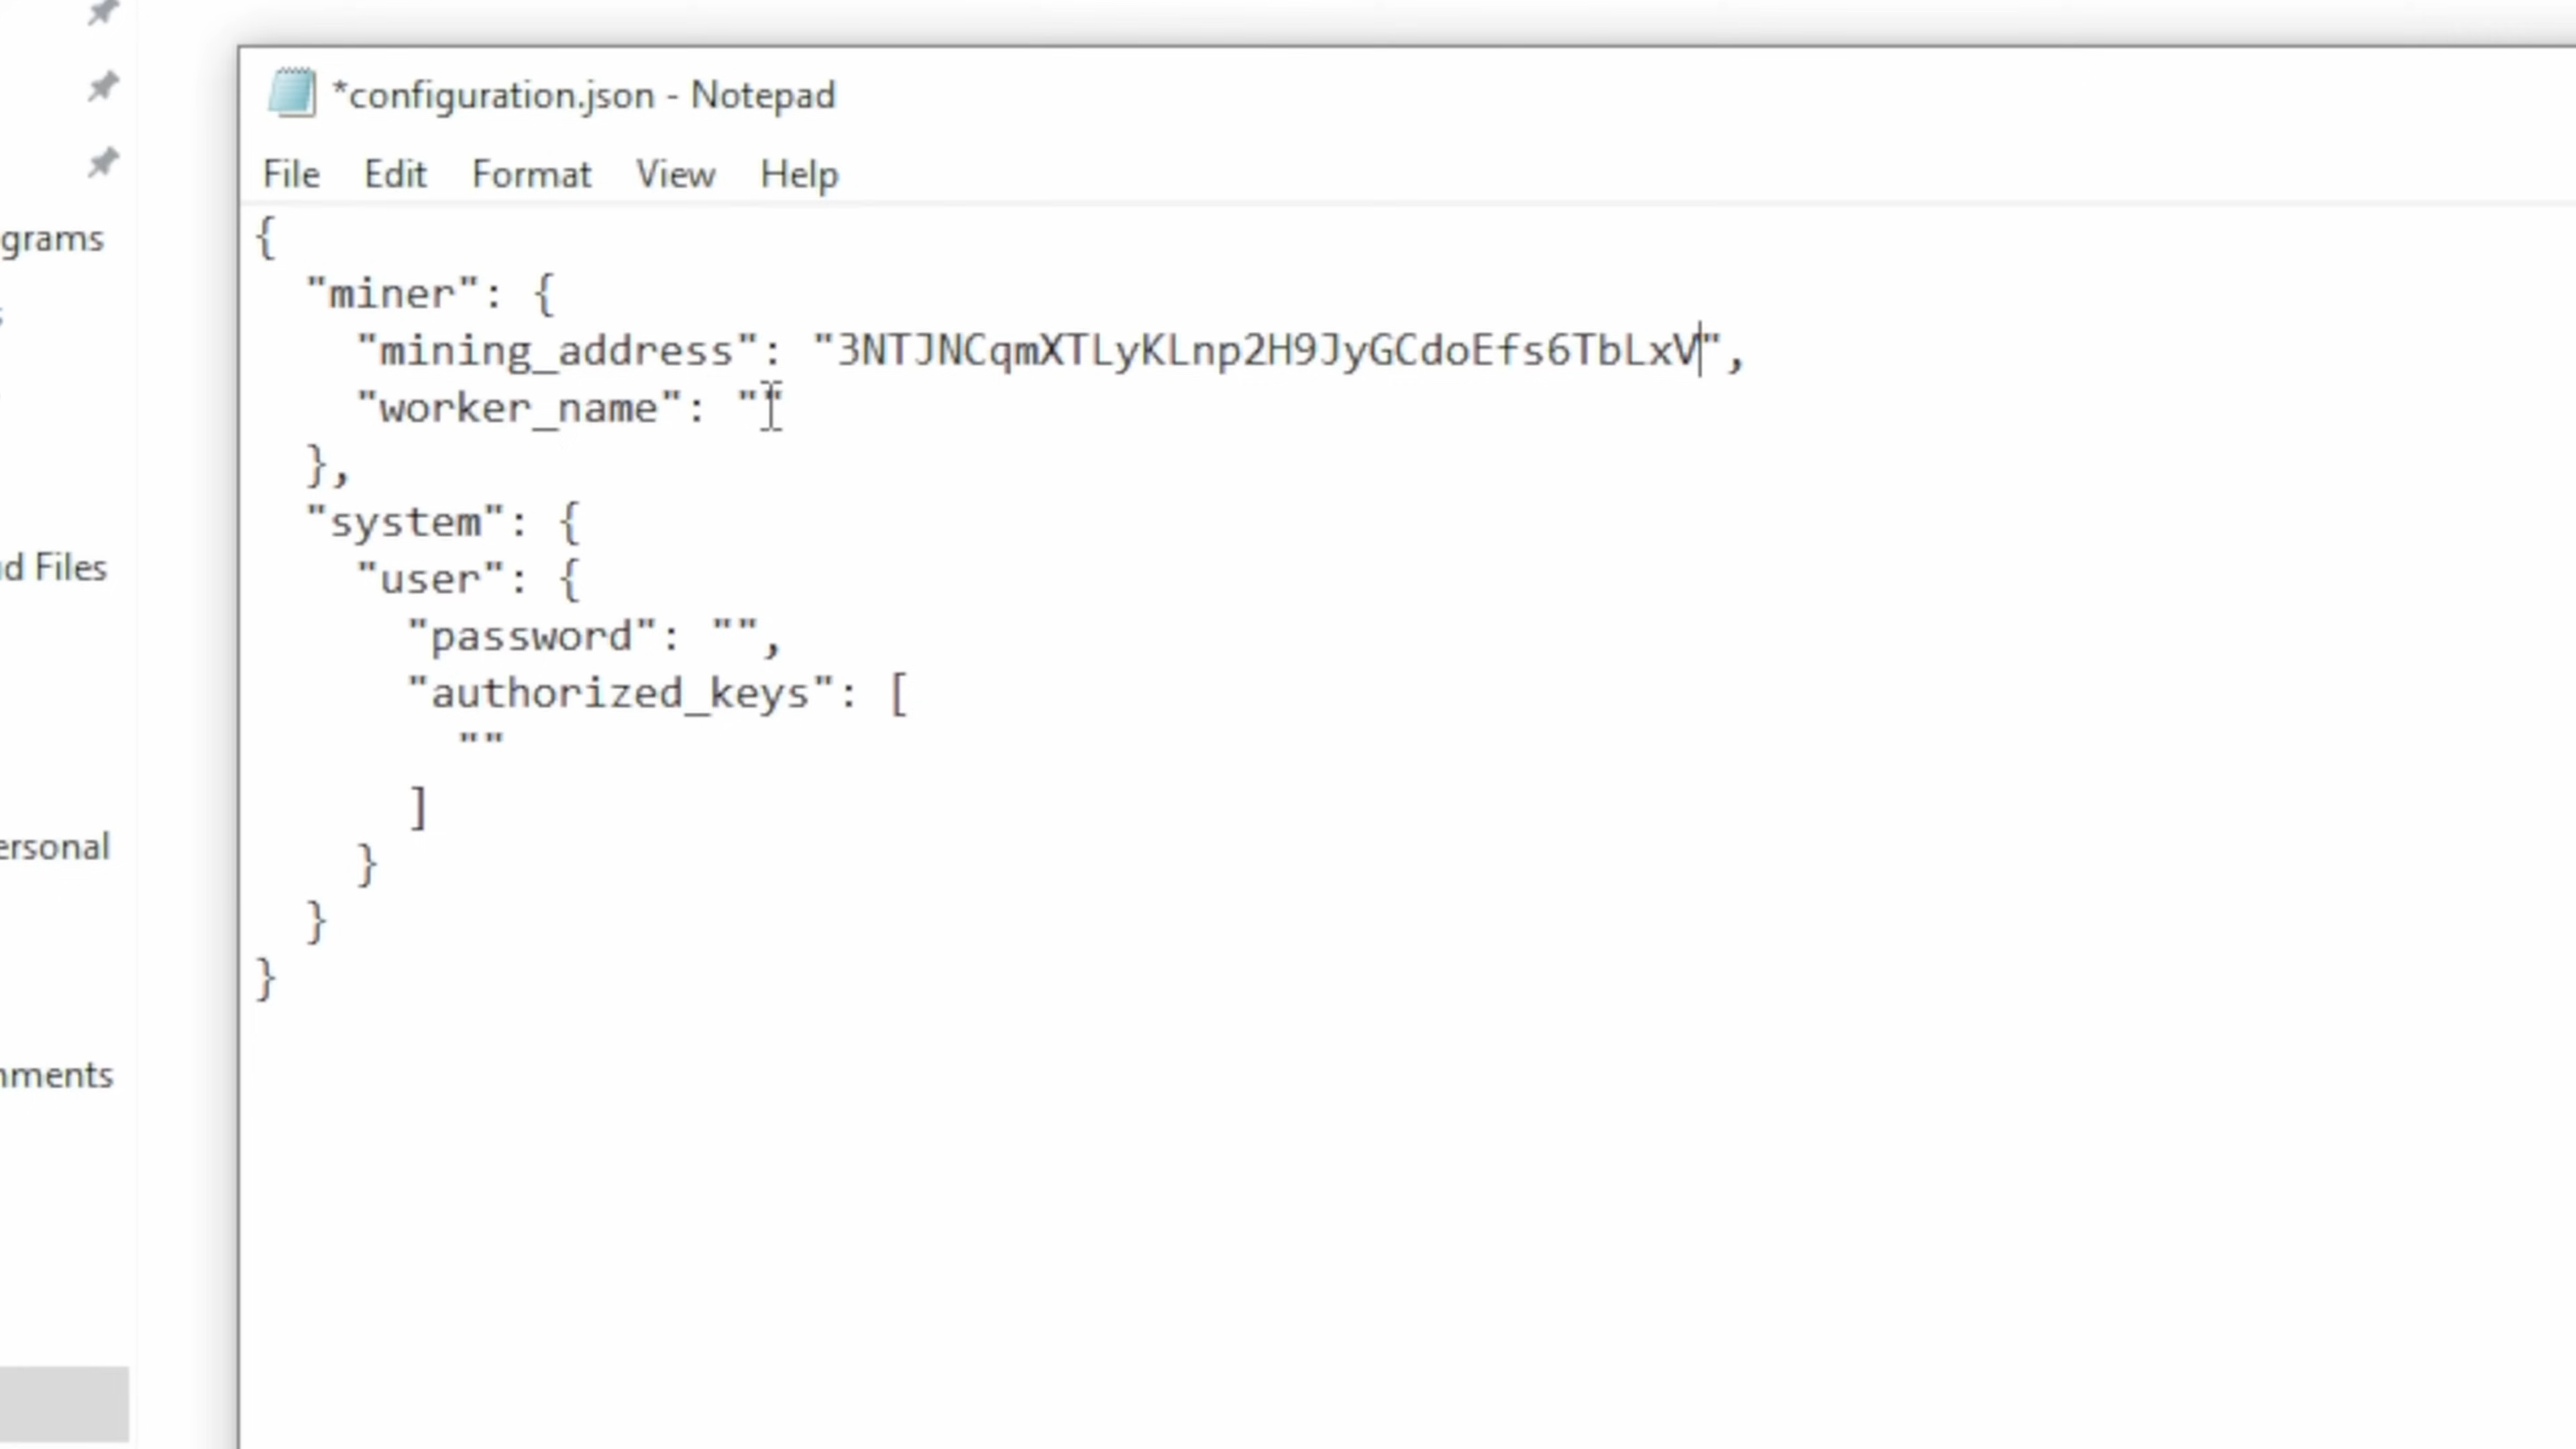 *configuration.json - Notepad
File Edit Format View Help
{
"miner": {
"mining_address": "3NTJNCqmXTLyKLnp2H9JyGCdoEfs6TbLxV",
"worker_name": ""
},
"system": {
"user": {
"password": "",
"authorized_keys": [
""
]
}
}
}
grams
s
d Files
ersonal
ments